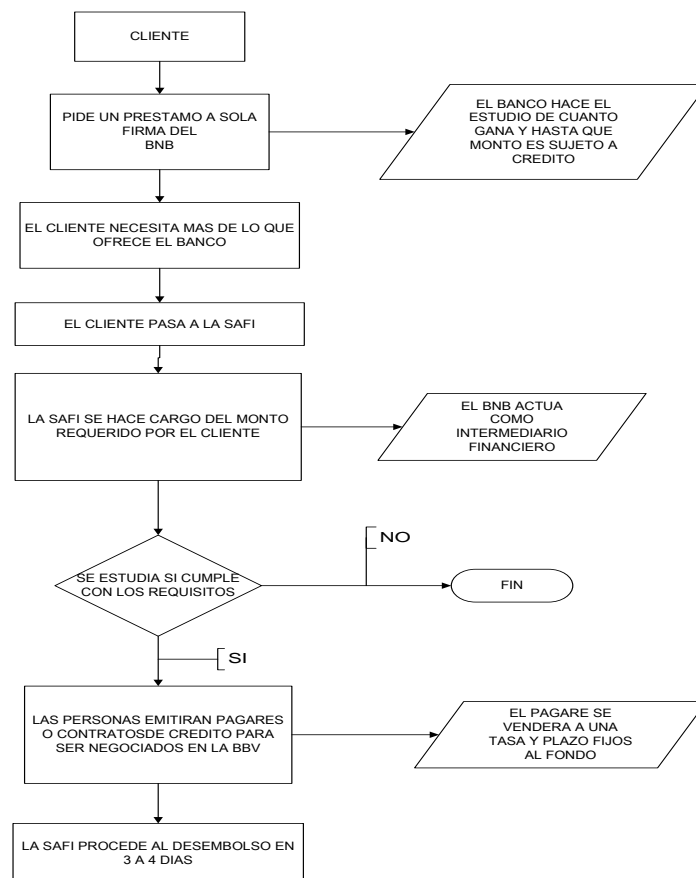 CLIENTE
PIDE UN PRESTAMO A SOLA
FIRMA DEL
BNB
EL BANCO HACE EL
ESTUDIO DE CUANTO
GANA Y HASTA QUE
MONTO ES SUJETO A
CREDITO
EL CLIENTE NECESITA MAS DE LO QUE
OFRECE EL BANCO
EL CLIENTE PASA A LA SAFI
LA SAFI SE HACE CARGO DEL MONTO
REQUERIDO POR EL CLIENTE
EL BNB ACTUA
COMO
INTERMEDIARIO
FINANCIERO
SE ESTUDIA SI CUMPLE
CON LOS REQUISITOS
NO
FIN
SI
LAS PERSONAS EMITIRAN PAGARES
O CONTRATOSDE CREDITO PARA
SER NEGOCIADOS EN LA BBV
EL PAGARE SE
VENDERA A UNA
TASA Y PLAZO FIJOS
AL FONDO
LA SAFI PROCEDE AL DESEMBOLSO EN
3 A 4 DIAS